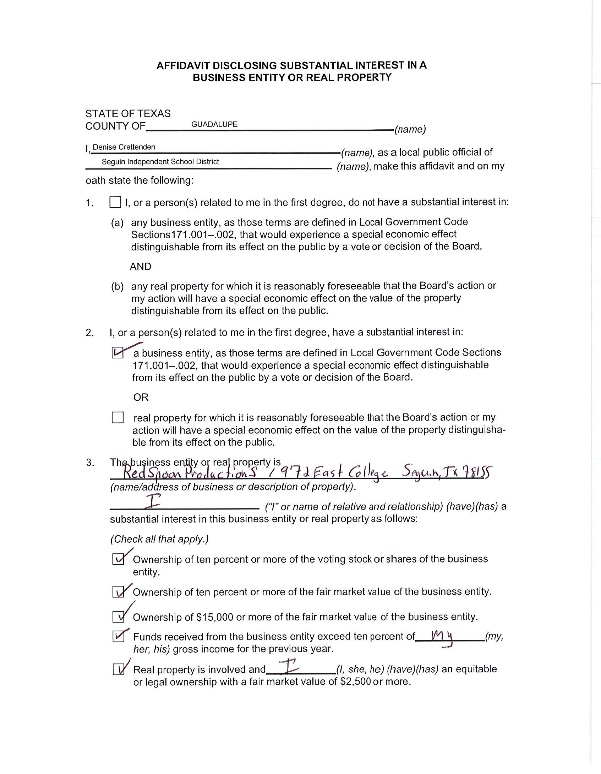 AFFIDAVIT DISCLOSING SUBSTANTIAL INTEREST IN A
BUSINESS ENTITY OR REAL PROPERTY
STATE OF TEXAS
COUNTY OF GUADALUPE (name)
I, Denise Crettenden (name), as a local public official of
Seguin Independent School District (name), make this affidavit and on my
oath state the following:
1. I, or a person(s) related to me in the first degree, do not have a substantial interest in:
(a) any business entity, as those terms are defined in Local Government Code
Sections171.001–.002, that would experience a special economic effect
distinguishable from its effect on the public by a vote or decision of the Board.
AND
(b) any real property for which it is reasonably foreseeable that the Board's action or
my action will have a special economic effect on the value of the property
distinguishable from its effect on the public.
2. I, or a person(s) related to me in the first degree, have a substantial interest in:
a business entity, as those terms are defined in Local Government Code Sections
171.001–.002, that would experience a special economic effect distinguishable
from its effect on the public by a vote or decision of the Board.
OR
real property for which it is reasonably foreseeable that the Board's action or my
action will have a special economic effect on the value of the property distinguisha-
ble from its effect on the public.
3. The business entity or real property is
Red Spoon Productions / 972 East College Seguin, Tx 78155
(name/address of business or description of property).
I ("I" or name of relative and relationship) (have)(has) a
substantial interest in this business entity or real property as follows:
(Check all that apply.)
Ownership of ten percent or more of the voting stock or shares of the business
entity.
Ownership of ten percent or more of the fair market value of the business entity.
Ownership of $15,000 or more of the fair market value of the business entity.
Funds received from the business entity exceed ten percent of My (my,
her, his) gross income for the previous year.
Real property is involved and I (I, she, he) (have)(has) an equitable
or legal ownership with a fair market value of $2,500 or more.